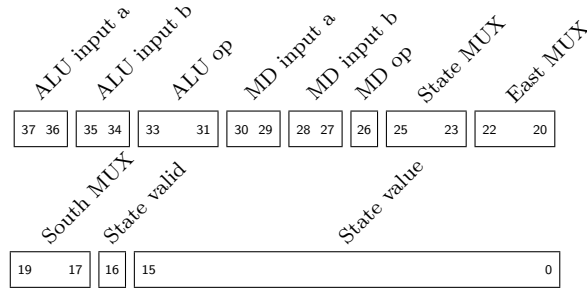 ALU input a ALU input b ALU op MD input a MD input b MD op State MUX East MUX
37 36 35 34 33 31 30 29 28 27 26 25 23 22 20
South MUX State valid State value
19 17 16 15 0